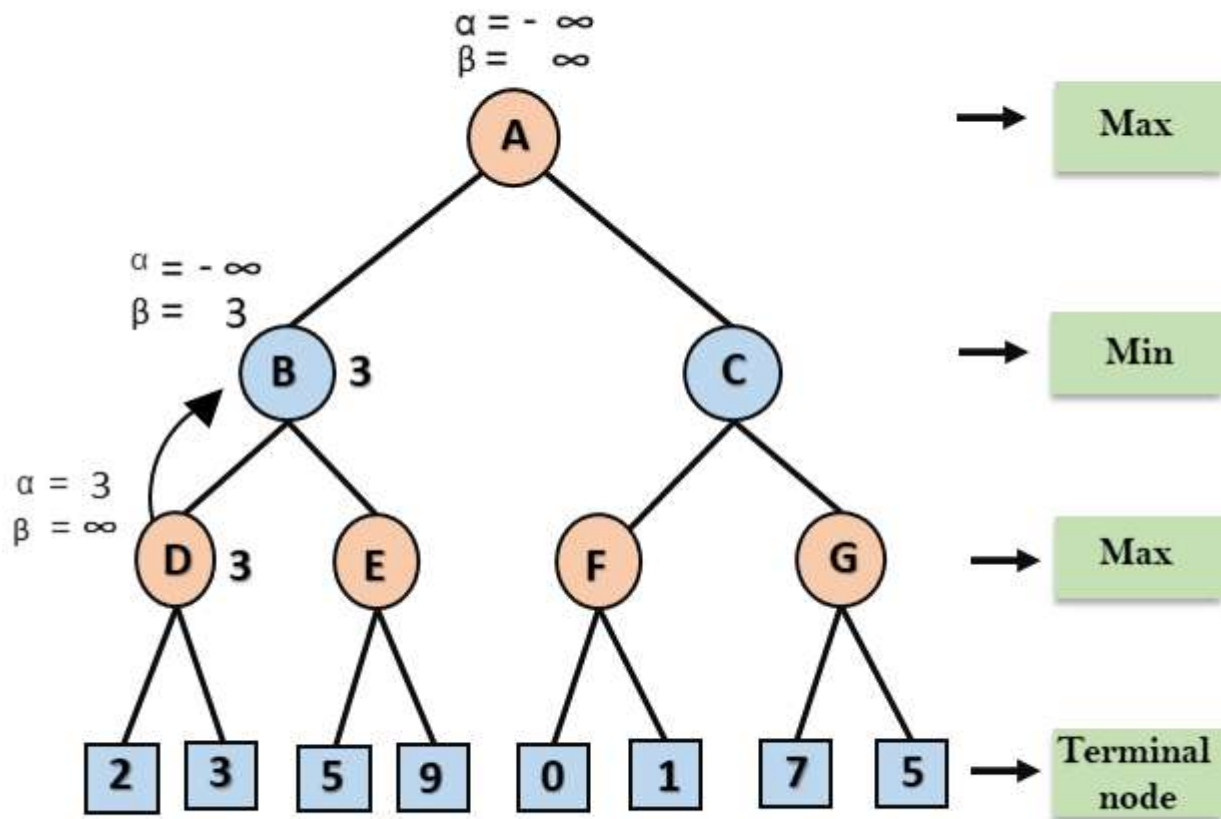 α = - ∞
β = ∞
A
Max
α = - ∞
β = 3
B
3
C
Min
α = 3
β = ∞
D
3
E
F
G
Max
2
3
5
9
0
1
7
5
Terminal
node